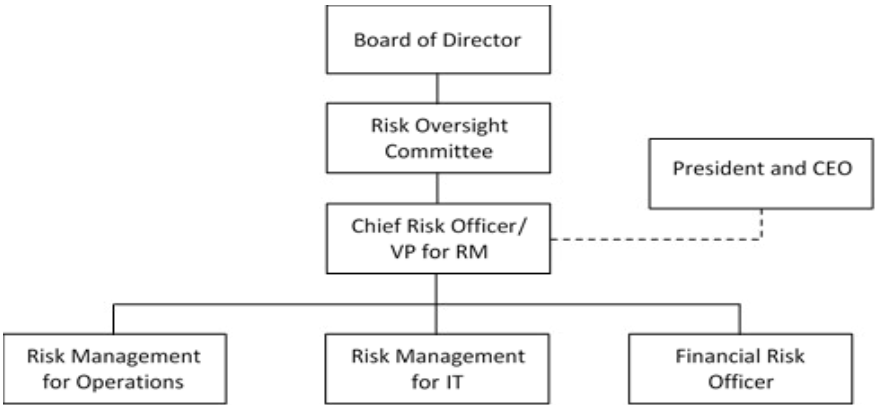 Board of Director
Risk Oversight
Committee
President and CEO
Chief Risk Officer/
VP for RM
Risk Management
for Operations
Risk Management
for IT
Financial Risk
Officer